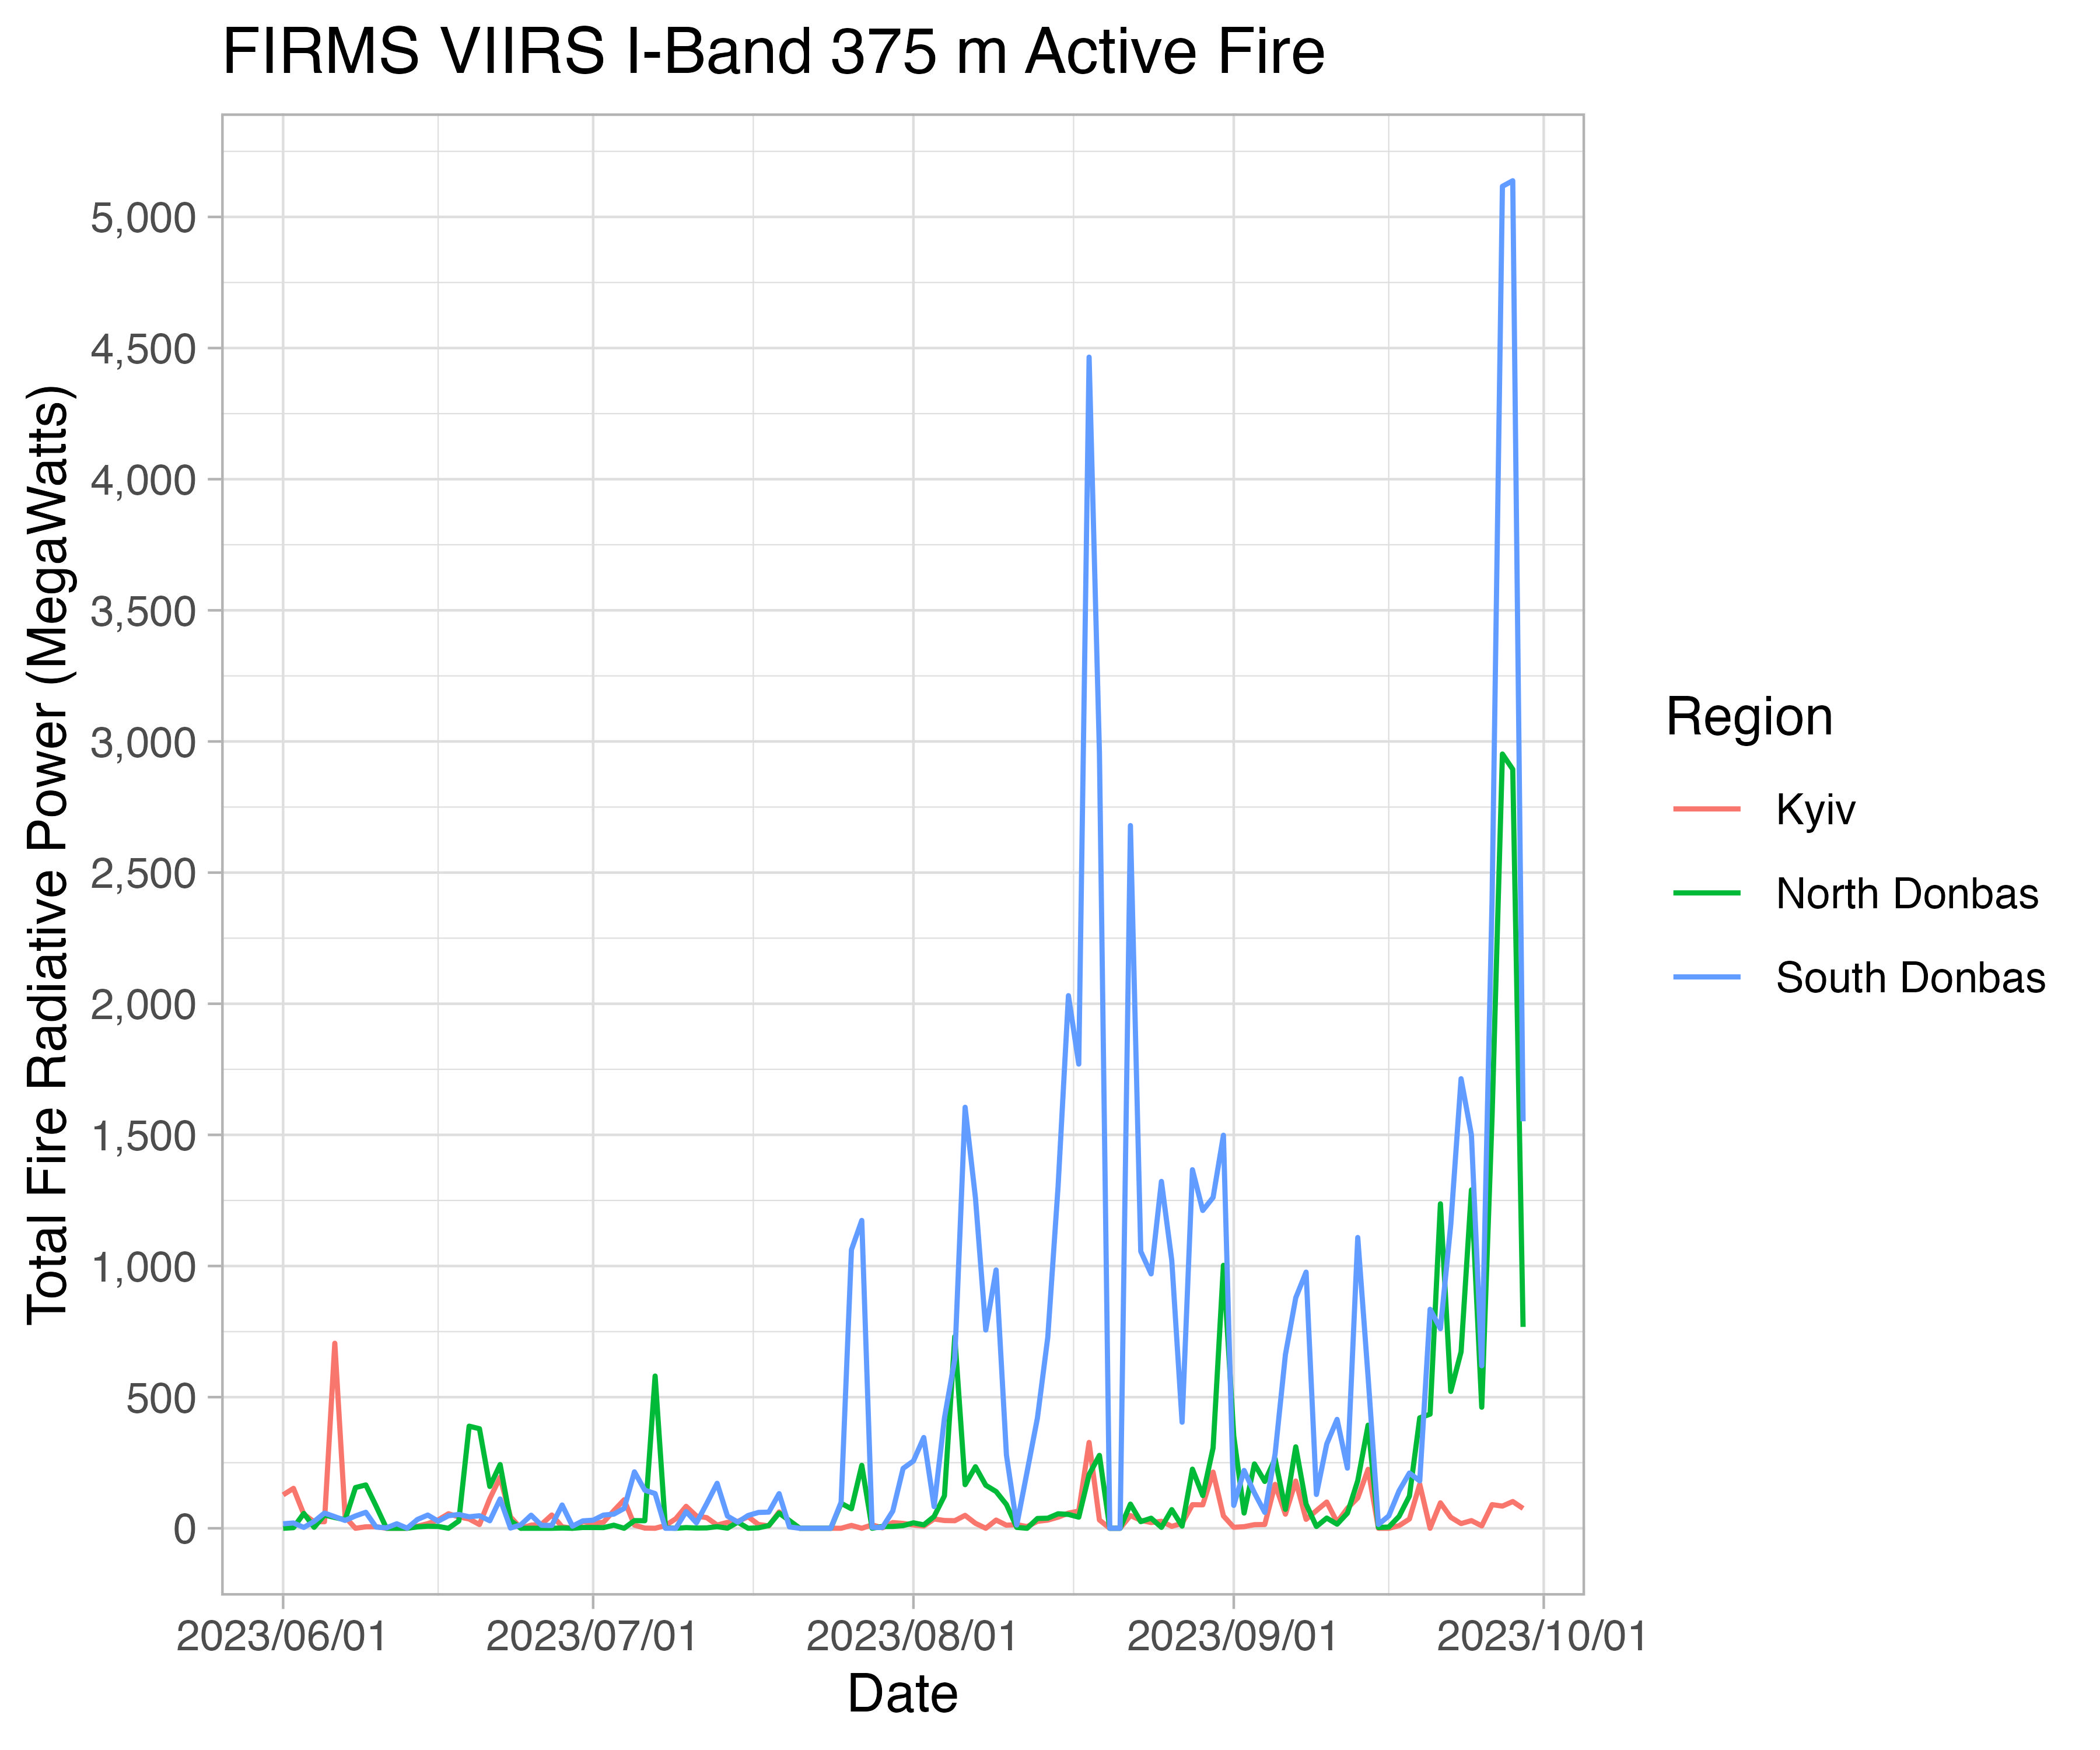 FIRMS VIIRS I-Band 375 m Active Fire
Total Fire Radiative Power (MegaWatts)
5,000
4,500
4,000
3,500
3,000
2,500
2,000
1,500
1,000
500
0
2023/06/01 2023/07/01 2023/08/01 2023/09/01 2023/10/01
Date
Region
Kyiv
North Donbas
South Donbas